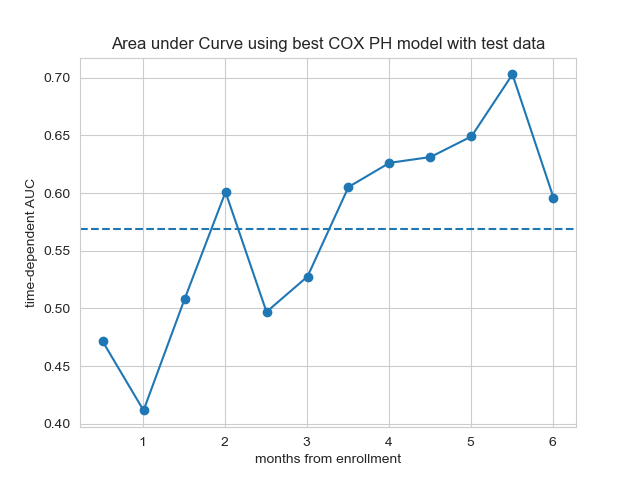 Area under Curve using best COX PH model with test data
time-dependent AUC
0.70
0.65
0.60
0.55
0.50
0.45
0.40
1 2 3 4 5 6
months from enrollment